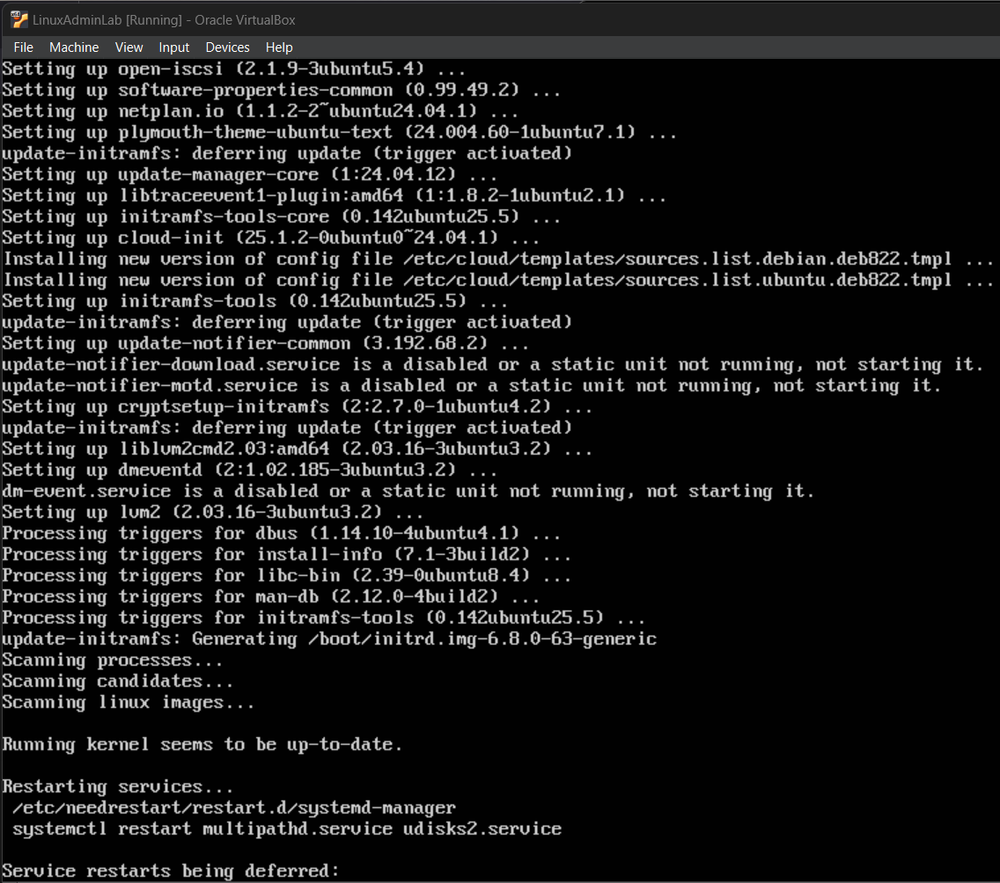 LinuxAdminLab [Running] - Oracle VirtualBox
File Machine View Input Devices Help
Setting up open-iscsi (2.1.9-3ubuntu5.4) ...
Setting up software-properties-common (0.99.49.2) ...
Setting up netplan.io (1.1.2-2~ubuntu24.04.1) ...
Setting up plymouth-theme-ubuntu-text (24.004.60-1ubuntu7.1) ...
update-initramfs: deferring update (trigger activated)
Setting up update-manager-core (1:24.04.12) ...
Setting up libtraceevent1-plugin:amd64 (1:1.8.2-1ubuntu2.1) ...
Setting up initramfs-tools-core (0.142ubuntu25.5) ...
Setting up cloud-init (25.1.2-0ubuntu0~24.04.1) ...
Installing new version of config file /etc/cloud/templates/sources.list.debian.deb822.tmpl ...
Installing new version of config file /etc/cloud/templates/sources.list.ubuntu.deb822.tmpl ...
Setting up initramfs-tools (0.142ubuntu25.5) ...
update-initramfs: deferring update (trigger activated)
Setting up update-notifier-common (3.192.68.2) ...
update-notifier-download.service is a disabled or a static unit not running, not starting it.
update-notifier-motd.service is a disabled or a static unit not running, not starting it.
Setting up cryptsetup-initramfs (2:2.7.0-1ubuntu4.2) ...
update-initramfs: deferring update (trigger activated)
Setting up liblvm2cmd2.03:amd64 (2.03.16-3ubuntu3.2) ...
Setting up dmeventd (2:1.02.185-3ubuntu3.2) ...
dm-event.service is a disabled or a static unit not running, not starting it.
Setting up lvm2 (2.03.16-3ubuntu3.2) ...
Processing triggers for dbus (1.14.10-4ubuntu4.1) ...
Processing triggers for install-info (7.1-3build2) ...
Processing triggers for libc-bin (2.39-0ubuntu8.4) ...
Processing triggers for man-db (2.12.0-4build2) ...
Processing triggers for initramfs-tools (0.142ubuntu25.5) ...
update-initramfs: Generating /boot/initrd.img-6.8.0-63-generic
Scanning processes...
Scanning candidates...
Scanning linux images...
Running kernel seems to be up-to-date.
Restarting services...
/etc/needrestart/restart.d/systemd-manager
systemctl restart multipathd.service udisks2.service
Service restarts being deferred: